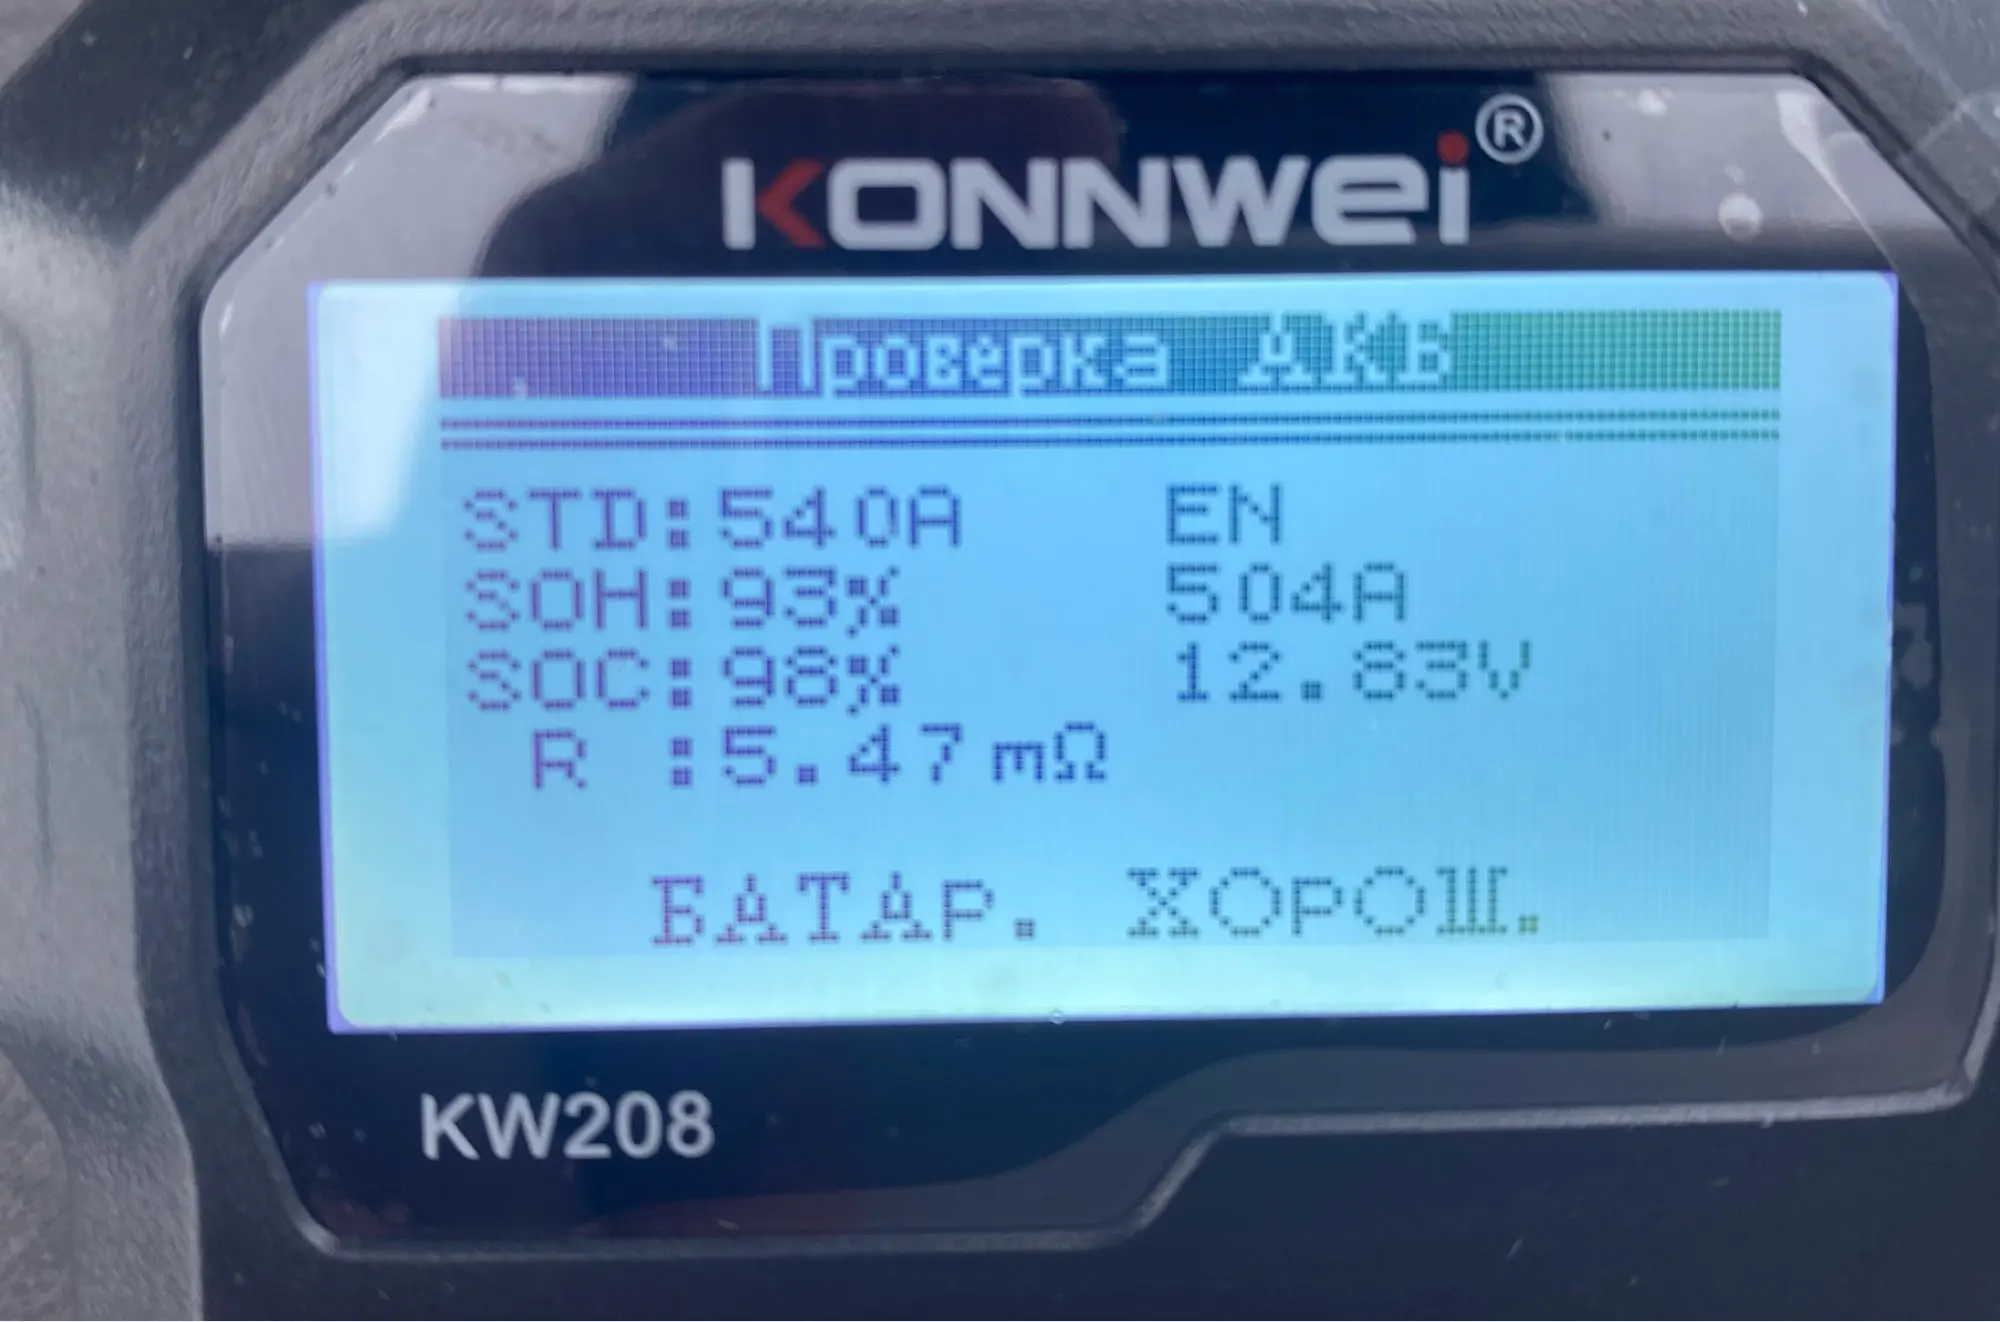 KONNWEI®
Проверка АКБ
STD:540A EN
SOH:93% 504A
SOC:98% 12.83V
R :5.47mΩ
БАТАР. ХОРОШ.
KW208